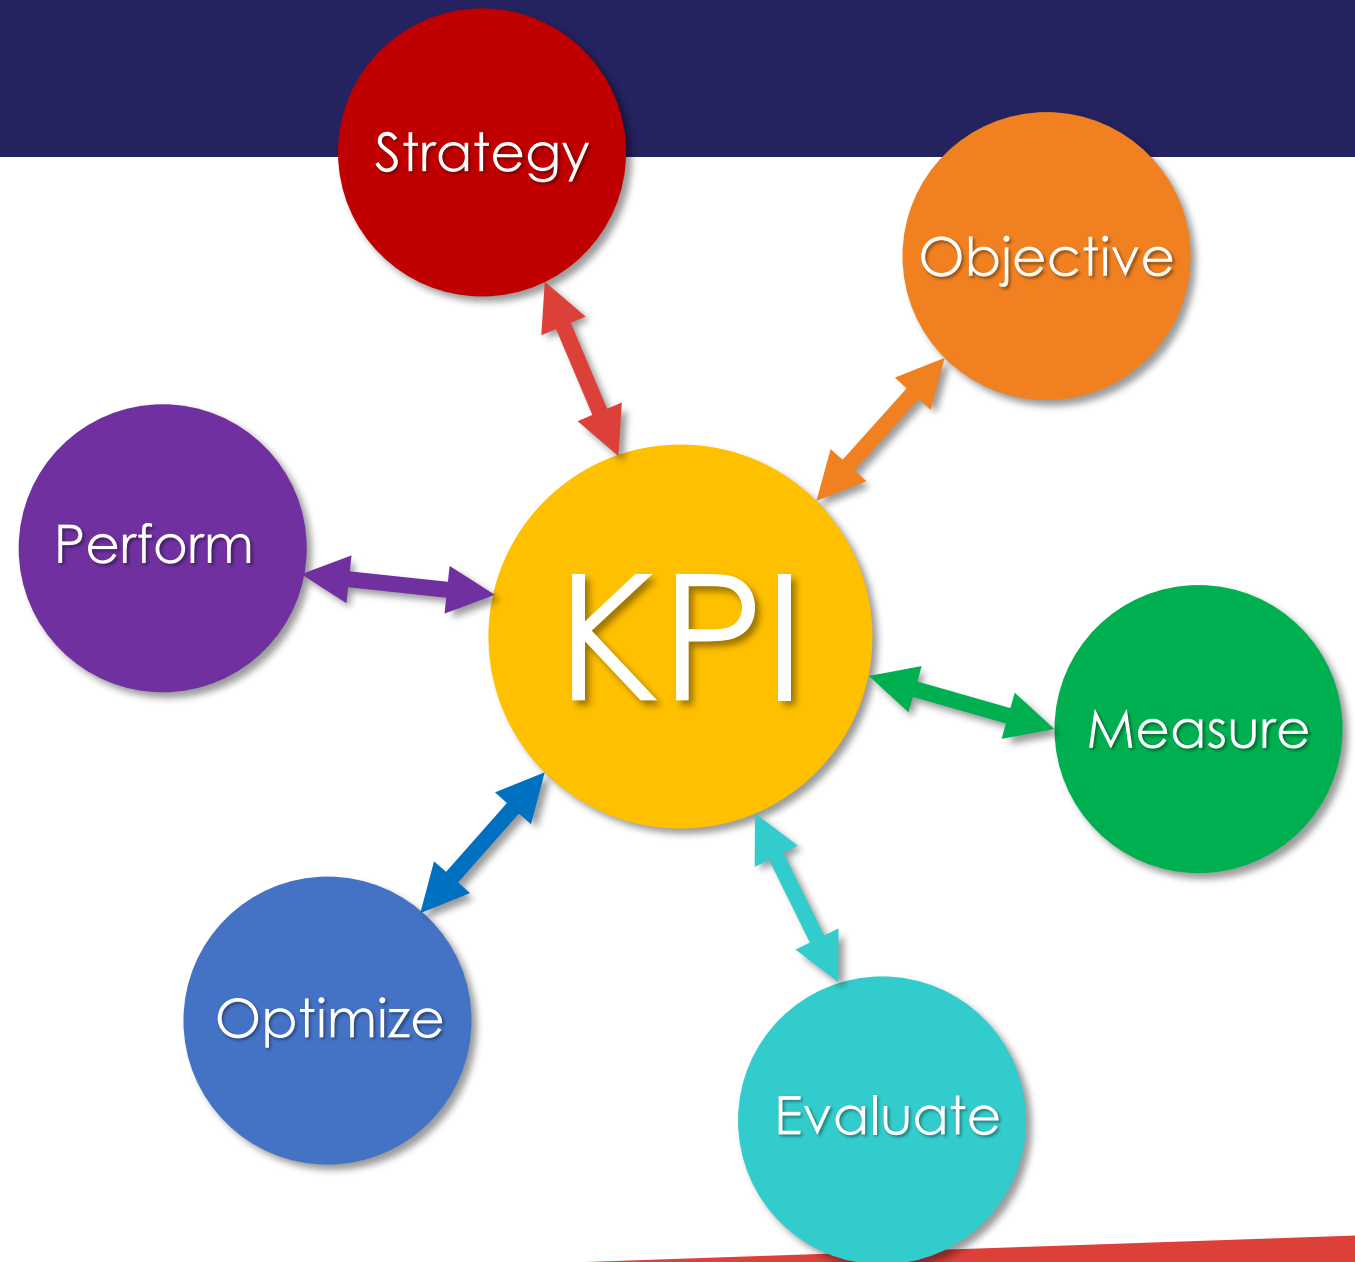 Strategy
Objective
Perform
KPI
Measure
Optimize
Evaluate